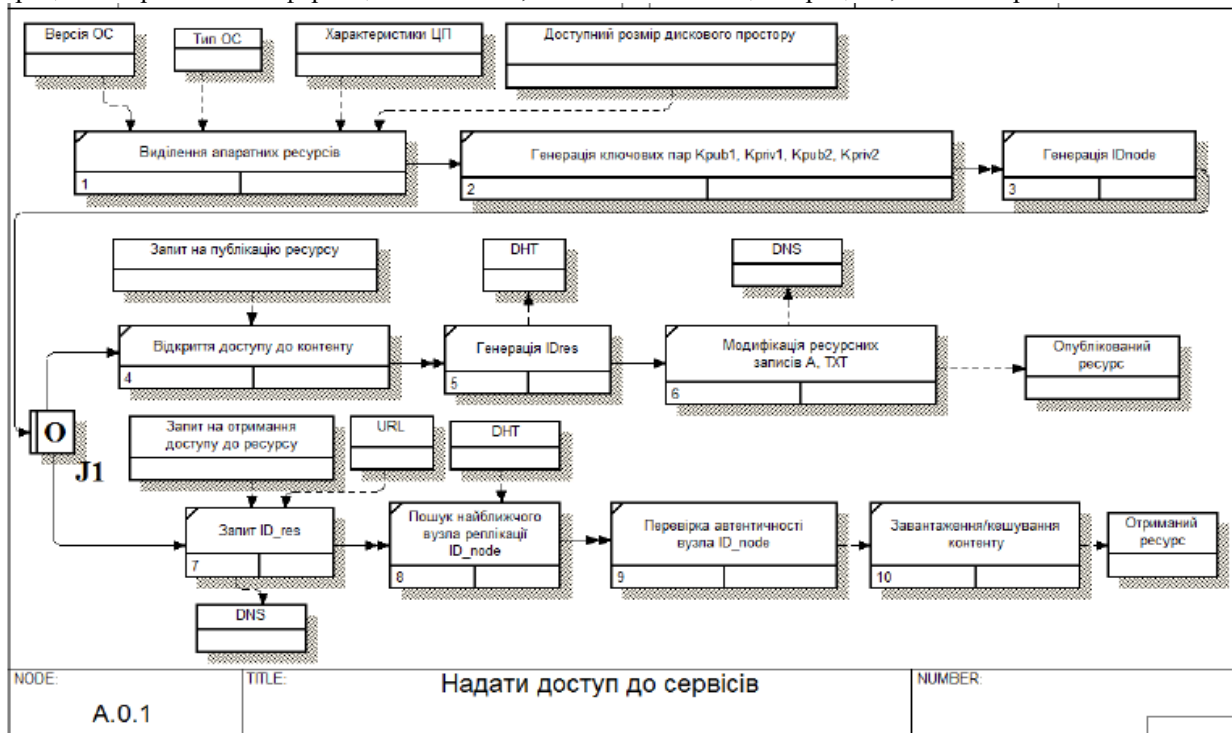 Версія ОС
Тип ОС
Характеристики ЦП
Доступний розмір дискового простору
Виділення апаратних ресурсів
1
Генерація ключових пар Kpub1, Kpriv1, Kpub2, Kpriv2
2
Генерація IDnode
3
Запит на публікацію ресурсу
DHT
DNS
Відкриття доступу до контенту
4
Генерація IDres
5
Модифікація ресурсних
записів А, ТХТ
6
Опублікований
ресурс
O
J1
Запит на отримання
доступу до ресурсу
URL
DHT
Запит ID_res
7
Пошук найближчого
вузла реплікації
ID_node
8
Перевірка автентичності
вузла ID_node
9
Завантаження/кешування
контенту
10
Отриманий
ресурс
DNS
NODE:
A.0.1
TITLE:
Надати доступ до сервісів
NUMBER: